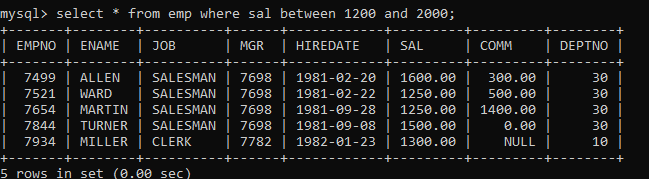 mysql> select * from emp where sal between 1200 and 2000;
+-------+--------+----------+------+------------+---------+---------+--------+
| EMPNO | ENAME | JOB | MGR | HIREDATE | SAL | COMM | DEPTNO |
+-------+--------+----------+------+------------+---------+---------+--------+
| 7499 | ALLEN | SALESMAN | 7698 | 1981-02-20 | 1600.00 | 300.00 | 30 |
| 7521 | WARD | SALESMAN | 7698 | 1981-02-22 | 1250.00 | 500.00 | 30 |
| 7654 | MARTIN | SALESMAN | 7698 | 1981-09-28 | 1250.00 | 1400.00 | 30 |
| 7844 | TURNER | SALESMAN | 7698 | 1981-09-08 | 1500.00 | 0.00 | 30 |
| 7934 | MILLER | CLERK | 7782 | 1982-01-23 | 1300.00 | NULL | 10 |
+-------+--------+----------+------+------------+---------+---------+--------+
5 rows in set (0.00 sec)